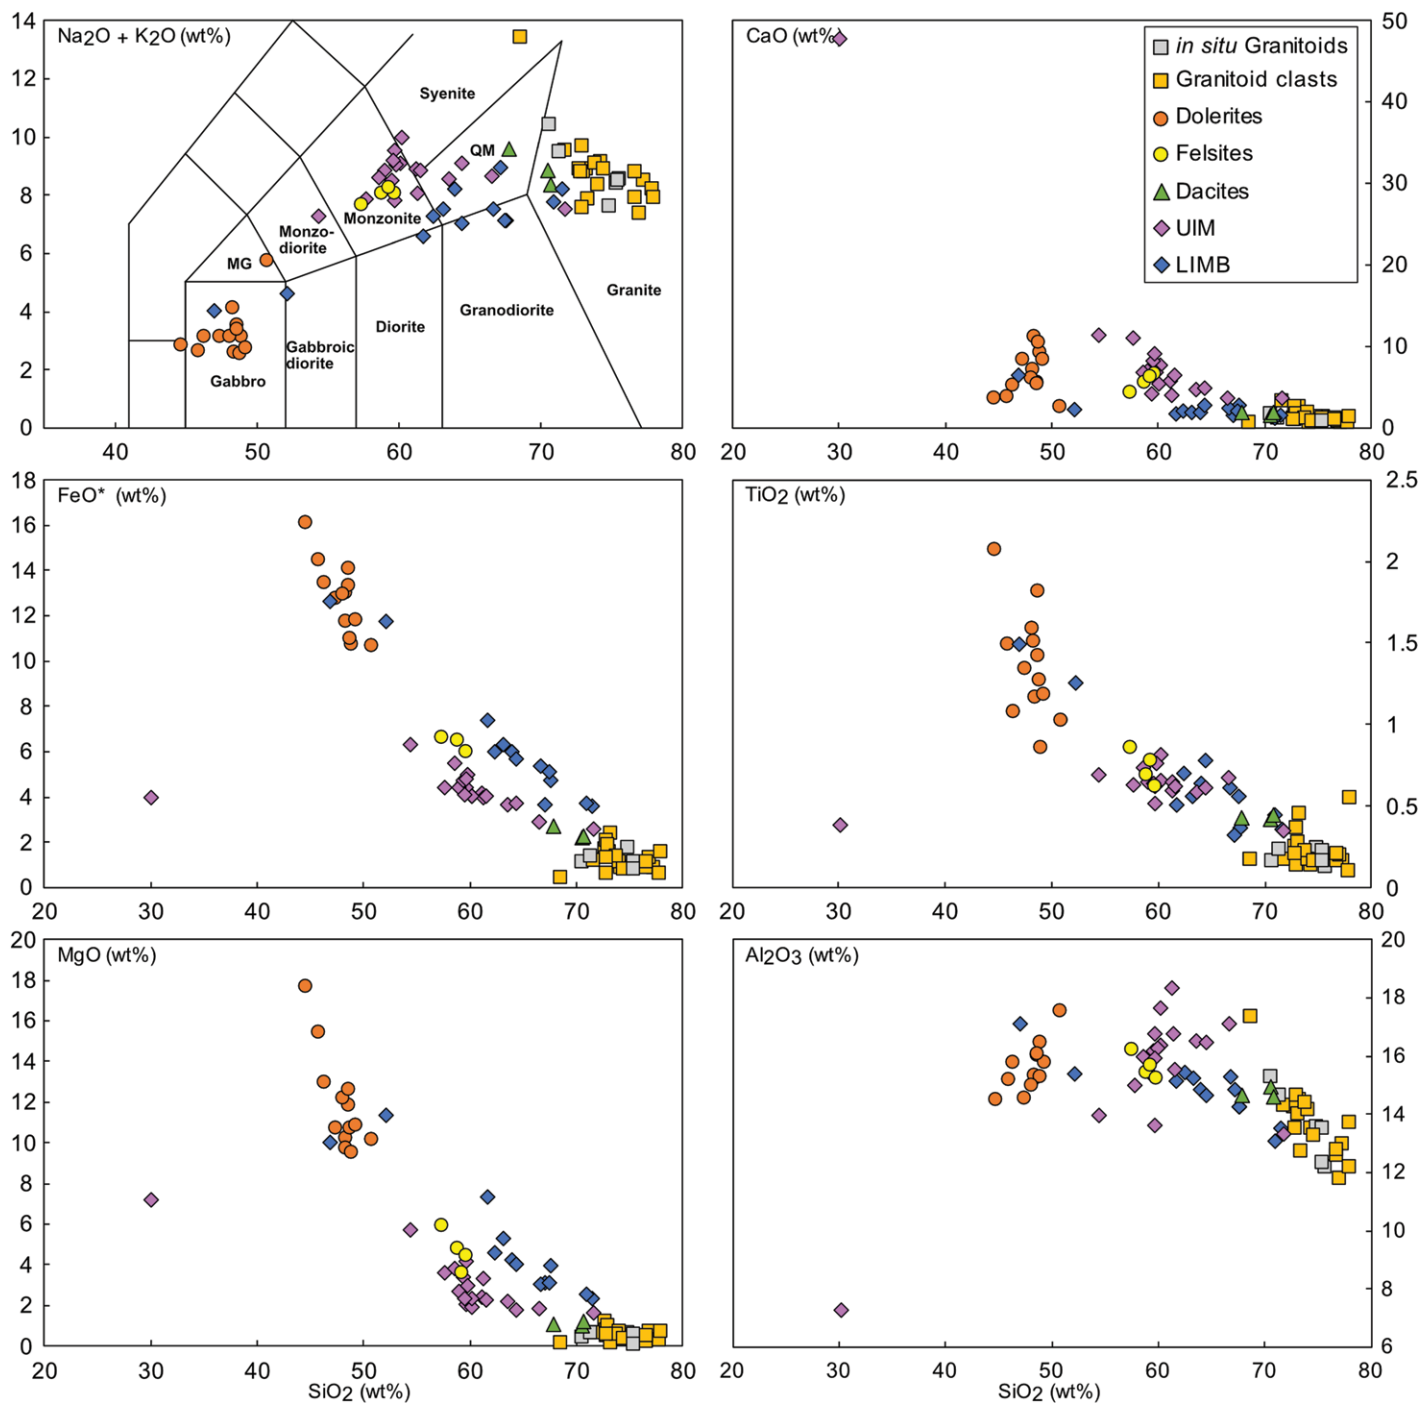 14
12
10
8
6
4
2
0
Na2O + K2O (wt%)
Syenite
QM
Monzonite
Monzo-
diorite
MG
Gabbro
Gabbroic
diorite
Diorite
Granodiorite
Granite
40 50 60 70 80
CaO (wt%)
in situ Granitoids
Granitoid clasts
Dolerites
Felsites
Dacites
UIM
LIMB
50
40
30
20
10
0
20 30 40 50 60 70 80
18
16
14
12
10
8
6
4
2
0
FeO* (wt%)
20 30 40 50 60 70 80
TiO2 (wt%)
2.5
2
1.5
1
0.5
0
20 30 40 50 60 70 80
20
18
16
14
12
10
8
6
4
2
0
MgO (wt%)
20 30 40 50 60 70 80
SiO2 (wt%)
Al2O3 (wt%)
20
18
16
14
12
10
8
6
20 30 40 50 60 70 80
SiO2 (wt%)